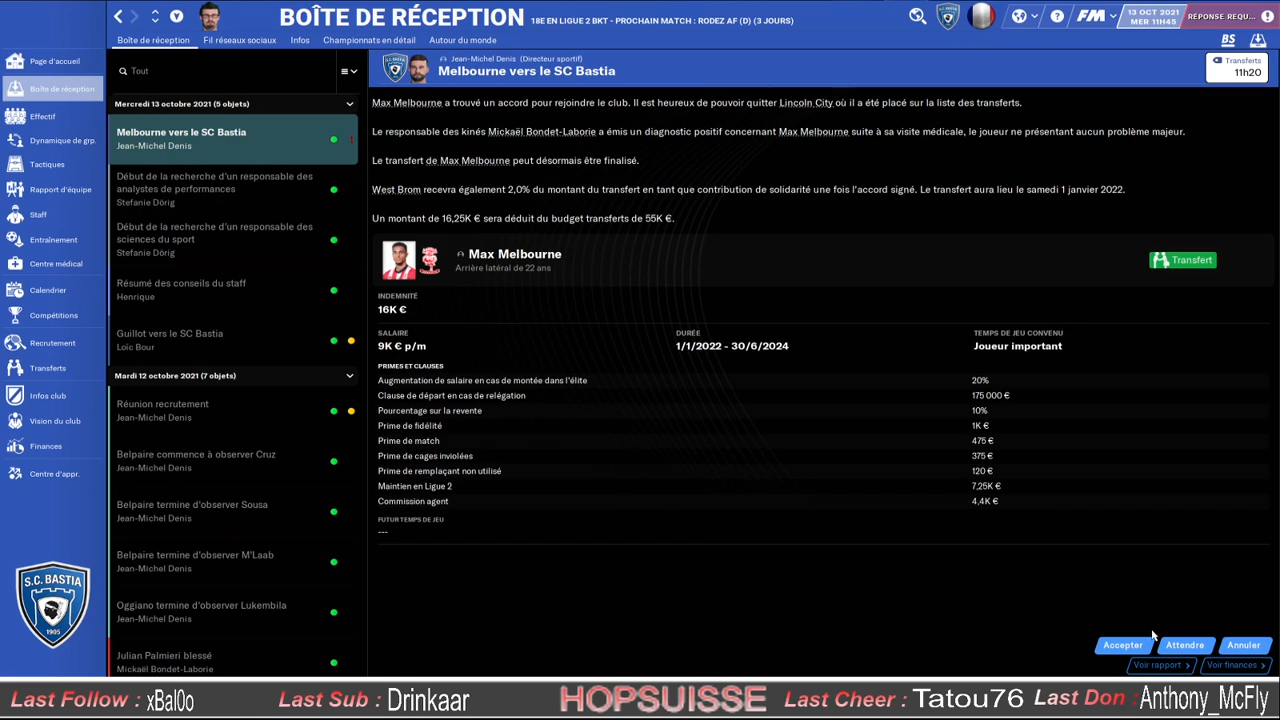 BOÎTE DE RÉCEPTION
18E EN LIGUE 2 BKT - PROCHAIN MATCH : RODEZ AF (D) (3 JOURS)
FM
13 OCT 2021
MER 11H45
RÉPONSE REQU...
Boîte de réception
Fil réseaux sociaux
Infos
Championnats en détail
Autour du monde
BS
Page d'accueil
Boîte de réception
Effectif
Dynamique de grp.
Tactiques
Rapport d'équipe
Staff
Entraînement
Centre médical
Calendrier
Compétitions
Recrutement
Transferts
Infos club
Vision du club
Finances
Centre d'appr.
S.C. BASTIA
1905
Tout
Mercredi 13 octobre 2021 (5 objets)
Melbourne vers le SC Bastia
Jean-Michel Denis
Début de la recherche d'un responsable des
analystes de performances
Stefanie Dörig
Début de la recherche d'un responsable des
sciences du sport
Stefanie Dörig
Résumé des conseils du staff
Henrique
Guillot vers le SC Bastia
Loïc Bour
Mardi 12 octobre 2021 (7 objets)
Réunion recrutement
Jean-Michel Denis
Belpaire commence à observer Cruz
Jean-Michel Denis
Belpaire termine d'observer Sousa
Jean-Michel Denis
Belpaire termine d'observer M'Laab
Jean-Michel Denis
Oggiano termine d'observer Lukembila
Jean-Michel Denis
Julian Palmieri blessé
Mickaël Bondet-Laborie
Jean-Michel Denis (Directeur sportif)
Melbourne vers le SC Bastia
Transferts
11h20
Max Melbourne a trouvé un accord pour rejoindre le club. Il est heureux de pouvoir quitter Lincoln City où il a été placé sur la liste des transferts.
Le responsable des kinés Mickaël Bondet-Laborie a émis un diagnostic positif concernant Max Melbourne suite à sa visite médicale, le joueur ne présentant aucun problème majeur.
Le transfert de Max Melbourne peut désormais être finalisé.
West Brom recevra également 2,0% du montant du transfert en tant que contribution de solidarité une fois l'accord signé. Le transfert aura lieu le samedi 1 janvier 2022.
Un montant de 16,25K € sera déduit du budget transferts de 55K €.
Max Melbourne
Arrière latéral de 22 ans
Transfert
INDEMNITÉ
16K €
SALAIRE
9K € p/m
DURÉE
1/1/2022 - 30/6/2024
TEMPS DE JEU CONVENU
Joueur important
PRIMES ET CLAUSES
Augmentation de salaire en cas de montée dans l'élite 20%
Clause de départ en cas de relégation 175 000 €
Pourcentage sur la revente 10%
Prime de fidélité 1K €
Prime de match 475 €
Prime de cages inviolées 375 €
Prime de remplaçant non utilisé 120 €
Maintien en Ligue 2 7,25K €
Commission agent 4,4K €
FUTUR TEMPS DE JEU
---
Accepter
Attendre
Annuler
Voir rapport
Voir finances
Last Follow : xBal0o
Last Sub : Drinkaar
HOPSUISSE
Last Cheer : Tatou76
Last Don : Anthony_McFly